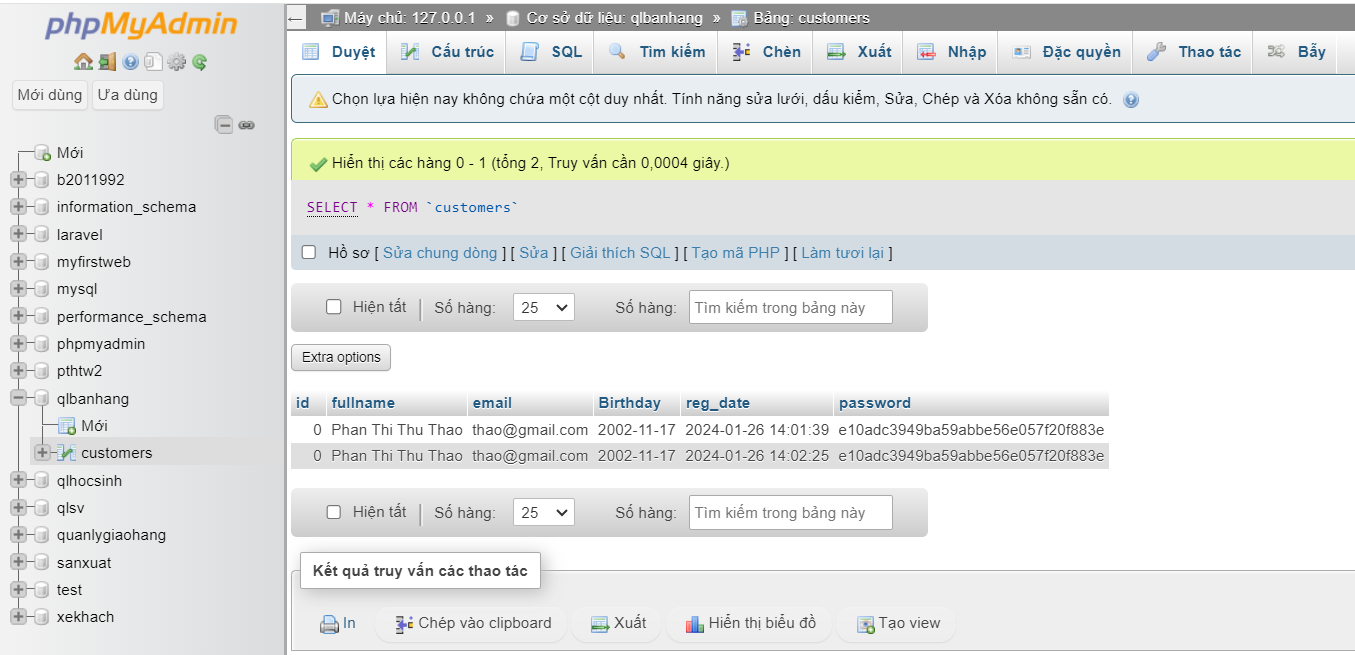 phpMyAdmin
Mới dùng Ưa dùng
Mới
b2011992
information_schema
laravel
myfirstweb
mysql
performance_schema
phpmyadmin
pthtw2
qlbanhang
Mới
customers
qlhocsinh
qlsv
quanlygiaohang
sanxuat
test
xekhach
Máy chủ: 127.0.0.1 » Cơ sở dữ liệu: qlbanhang » Bảng: customers
Duyệt Cấu trúc SQL Tìm kiếm Chèn Xuất Nhập Đặc quyền Thao tác Bẫy
Chọn lựa hiện nay không chứa một cột duy nhất. Tính năng sửa lưới, dấu kiểm, Sửa, Chép và Xóa không sẵn có.
Hiển thị các hàng 0 - 1 (tổng 2, Truy vấn cần 0,0004 giây.)
SELECT * FROM `customers`
Hồ sơ [ Sửa chung dòng ] [ Sửa ] [ Giải thích SQL ] [ Tạo mã PHP ] [ Làm tươi lại ]
Hiện tất Số hàng: 25 Số hàng: Tìm kiếm trong bảng này
Extra options
id fullname email Birthday reg_date password
0 Phan Thi Thu Thao thao@gmail.com 2002-11-17 2024-01-26 14:01:39 e10adc3949ba59abbe56e057f20f883e
0 Phan Thi Thu Thao thao@gmail.com 2002-11-17 2024-01-26 14:02:25 e10adc3949ba59abbe56e057f20f883e
Hiện tất Số hàng: 25 Số hàng: Tìm kiếm trong bảng này
Kết quả truy vấn các thao tác
In Chép vào clipboard Xuất Hiển thị biểu đồ Tạo view